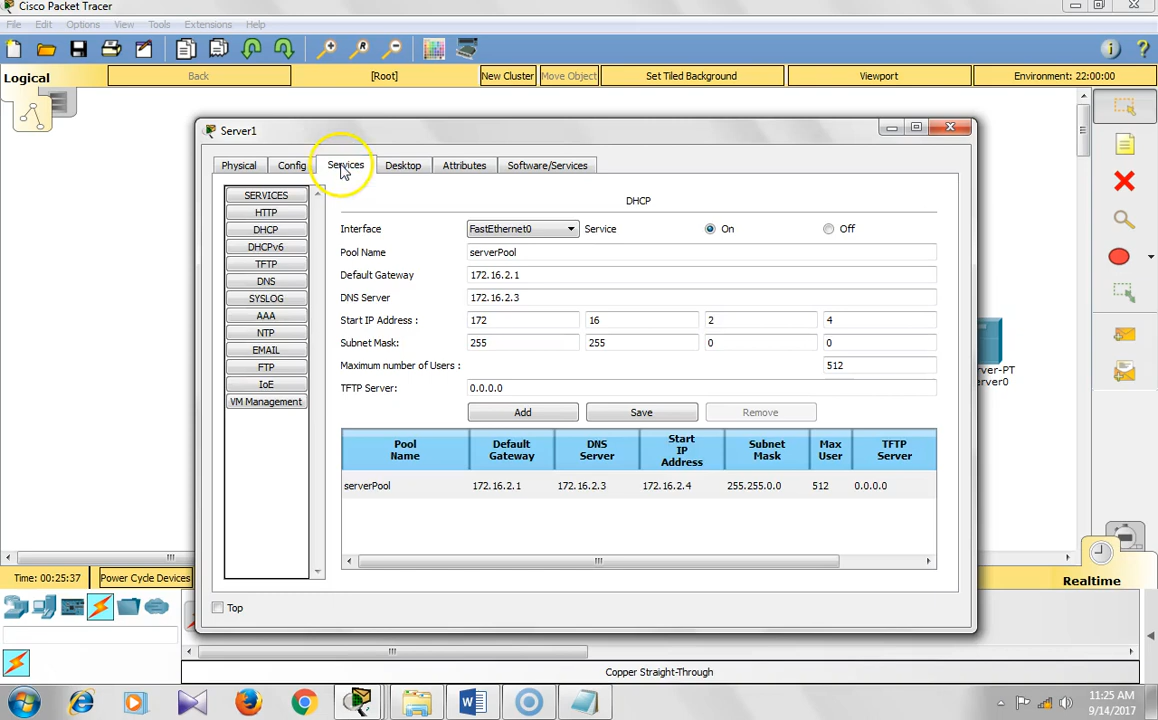 Cisco Packet Tracer
File Edit Options View Tools Extensions Help
Logical Back [Root] New Cluster Move Object Set Tiled Background Viewport Environment: 22:00:00
Server1
Physical Config Services Desktop Attributes Software/Services
SERVICES
HTTP
DHCP
DHCPv6
TFTP
DNS
SYSLOG
AAA
NTP
EMAIL
FTP
IoE
VM Management
DHCP
Interface FastEthernet0 Service On Off
Pool Name serverPool
Default Gateway 172.16.2.1
DNS Server 172.16.2.3
Start IP Address : 172 16 2 4
Subnet Mask: 255 255 0 0
Maximum number of Users : 512
TFTP Server: 0.0.0.0
Add Save Remove
Pool Name Default Gateway DNS Server Start IP Address Subnet Mask Max User TFTP Server
serverPool 172.16.2.1 172.16.2.3 172.16.2.4 255.255.0.0 512 0.0.0.0
Top
Time: 00:25:37 Power Cycle Devices
Realtime
Copper Straight-Through
11:25 AM
9/14/2017